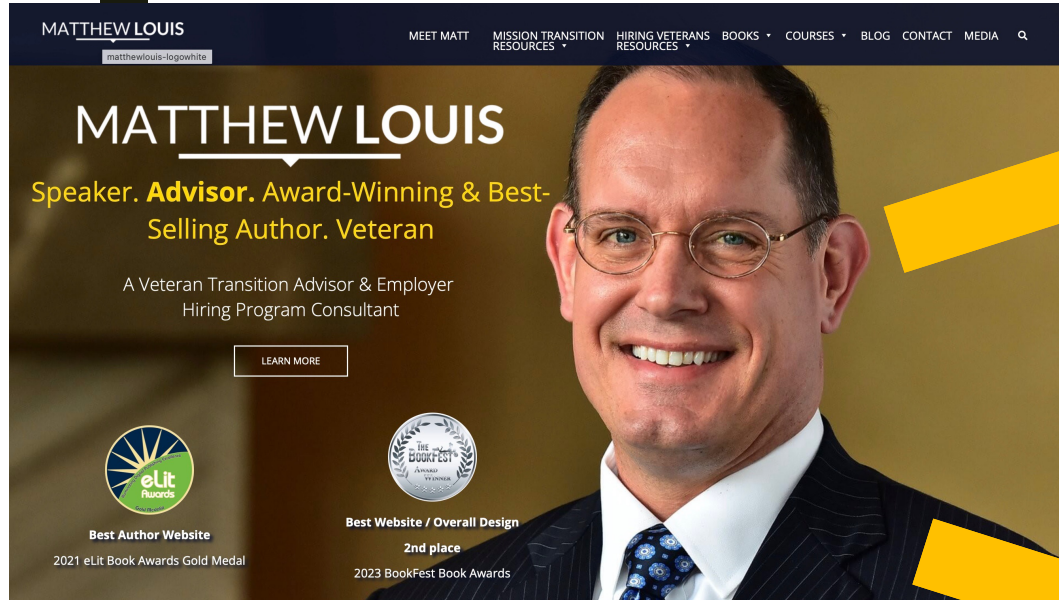 MATTHEW LOUIS
matthewlouis-logowhite
MEET MATT
MISSION TRANSITION
RESOURCES
HIRING VETERANS
RESOURCES
BOOKS
COURSES
BLOG
CONTACT
MEDIA
MATTHEW LOUIS
Speaker. Advisor. Award-Winning & Best-
Selling Author. Veteran
A Veteran Transition Advisor & Employer
Hiring Program Consultant
LEARN MORE
eLit
Awards
Gold Medal
Best Author Website
2021 eLit Book Awards Gold Medal
THE
BOOKFEST
AWARD
WINNER
Best Website / Overall Design
2nd place
2023 BookFest Book Awards